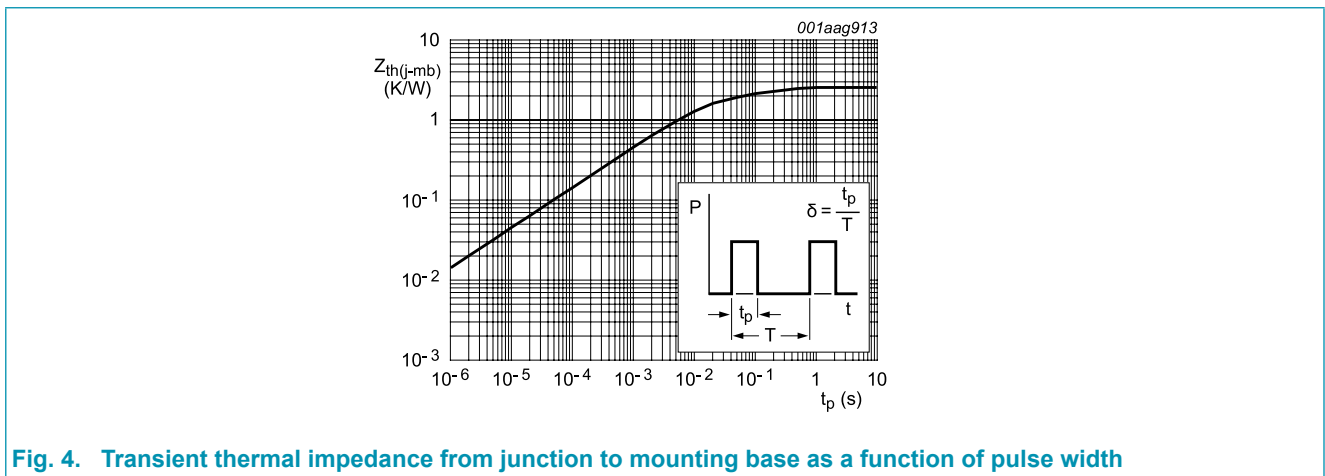 001aag913
10
Zth(j-mb)
(K/W)
1
10-1
10-2
10-3
P
δ = tp
T
tp
T
t
10-6 10-5 10-4 10-3 10-2 10-1 1 10
tp (s)
Fig. 4. Transient thermal impedance from junction to mounting base as a function of pulse width